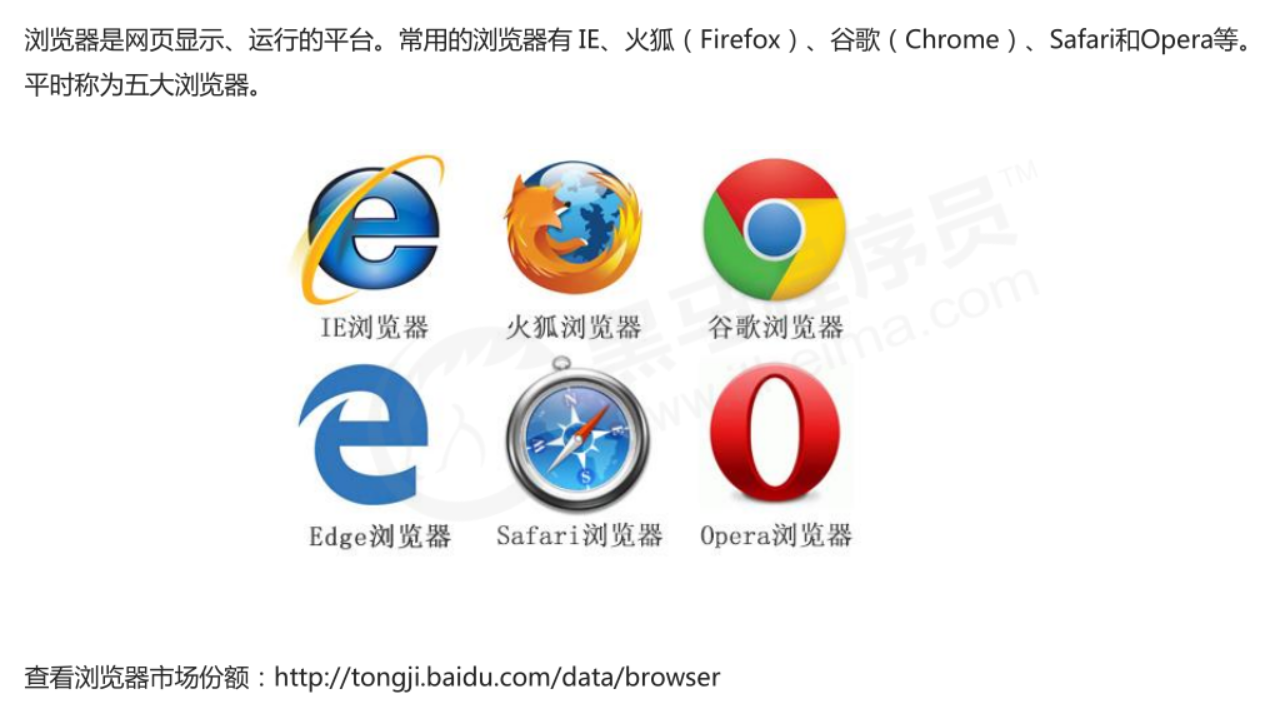 浏览器是网页显示、运行的平台。常用的浏览器有 IE、火狐（Firefox）、谷歌（Chrome）、Safari和Opera等。
平时称为五大浏览器。
IE浏览器 火狐浏览器 谷歌浏览器
N
E
W
S
Edge浏览器 Safari浏览器 Opera浏览器
黑马程序员™
www.itheima.com
查看浏览器市场份额：http://tongji.baidu.com/data/browser